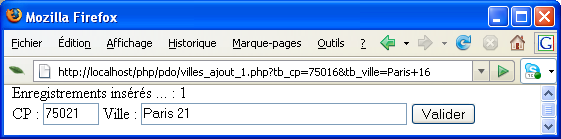 Mozilla Firefox
Fichier Édition Affichage Historique Marque-pages Outils ?
http://localhost/php/pdo/villes_ajout_1.php?tb_cp=75016&tb_ville=Paris+16
Enregistrements insérés ... : 1
CP : 75021 Ville : Paris 21 Valider